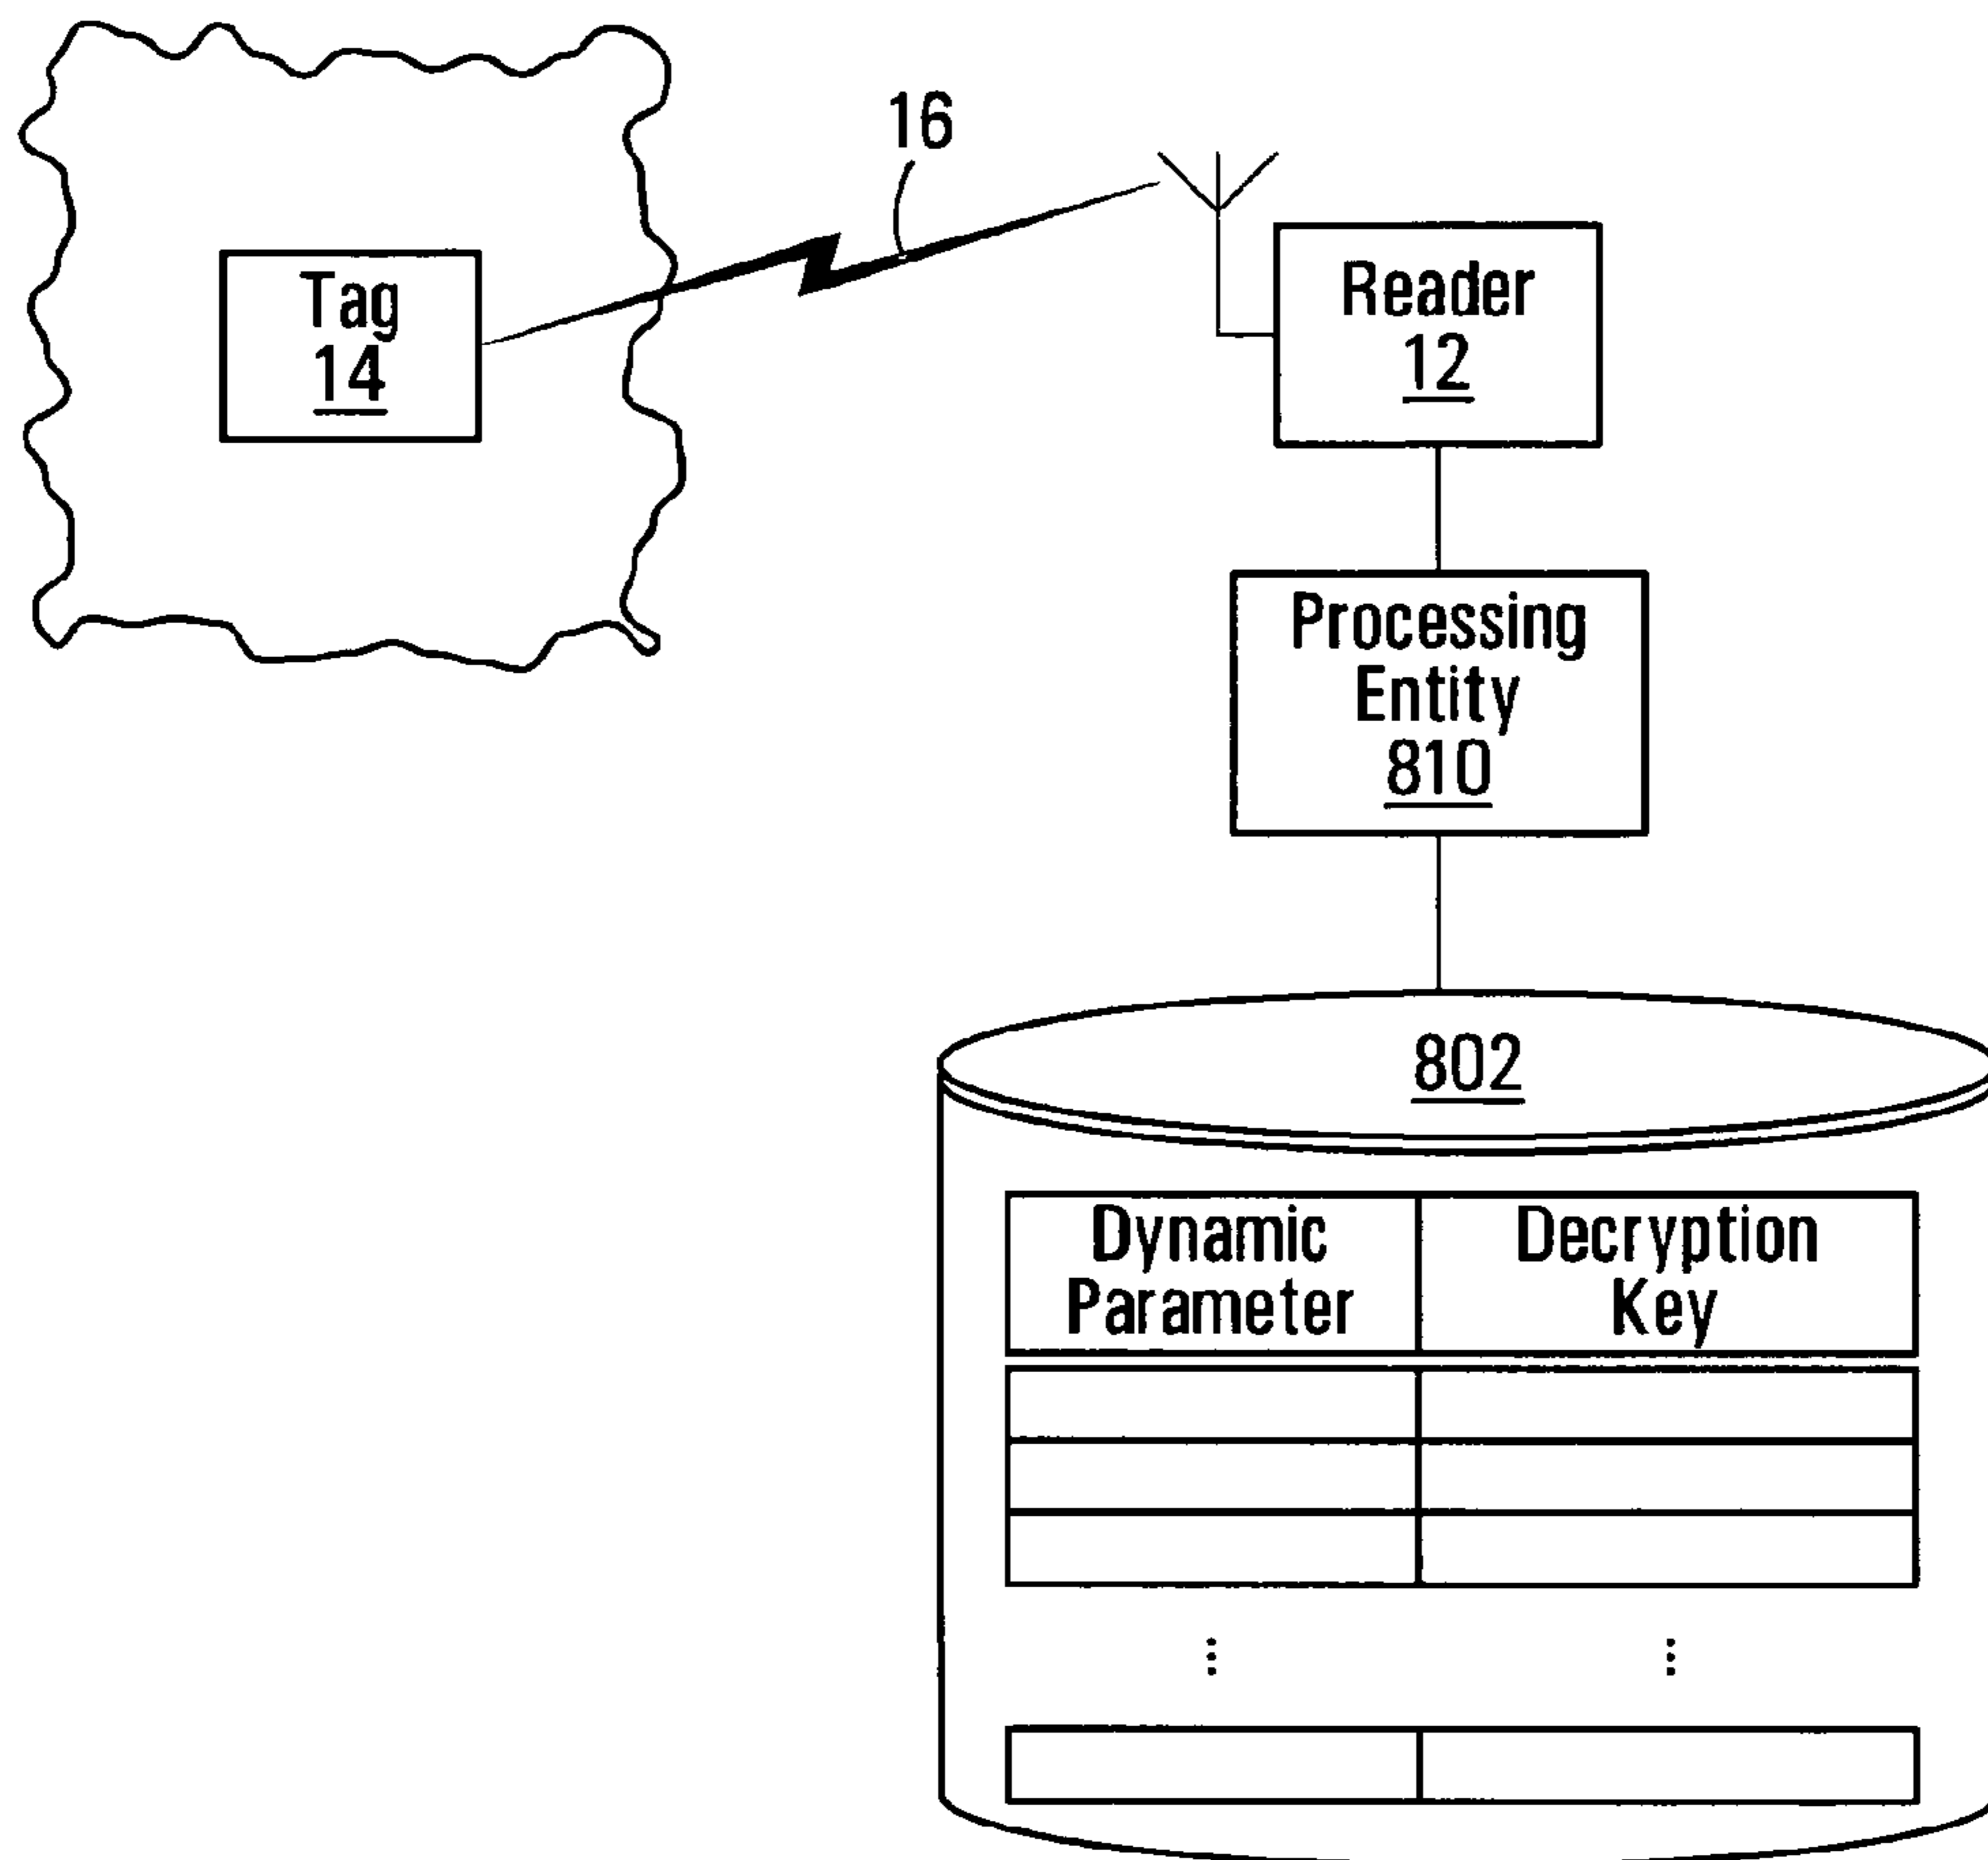 16
Tag
14
Reader
12
Processing
Entity
810
802
Dynamic
Parameter
Decryption
Key